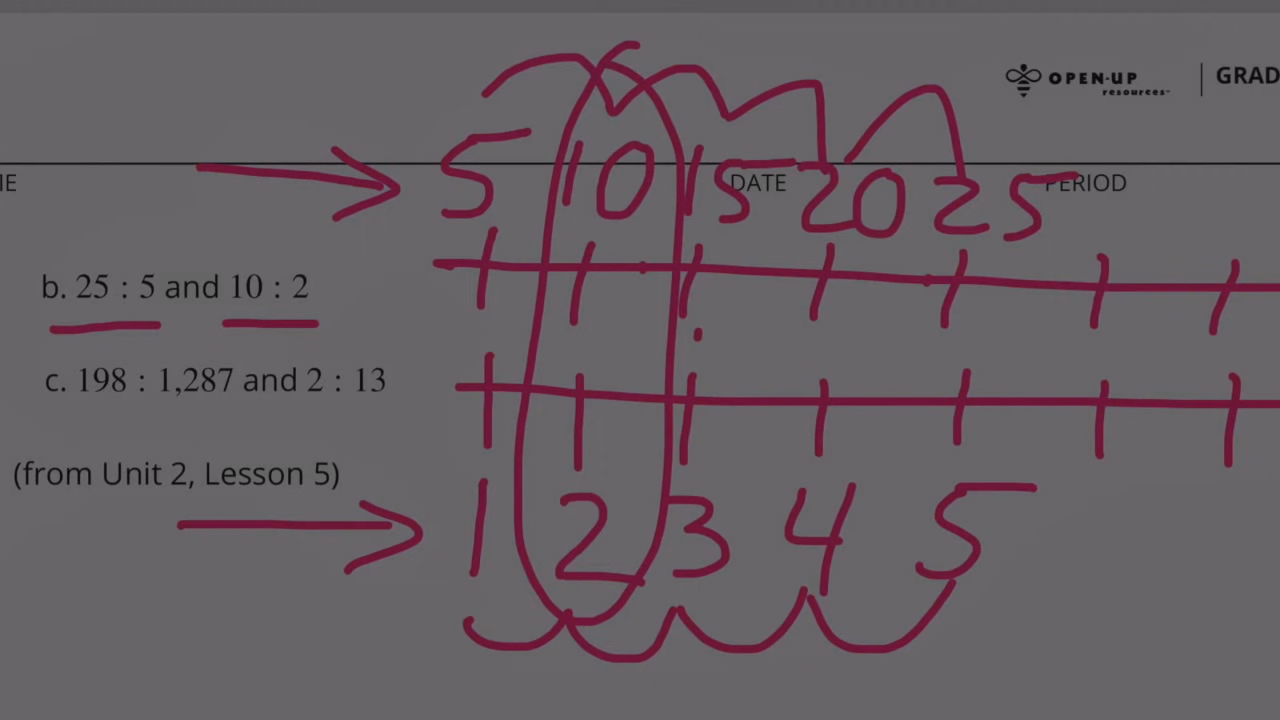 OPEN-UP resources™ GRAD
5 10 15 20 25
IE DATE PERIOD
b. 25 : 5 and 10 : 2
c. 198 : 1,287 and 2 : 13
(from Unit 2, Lesson 5)
1 2 3 4 5